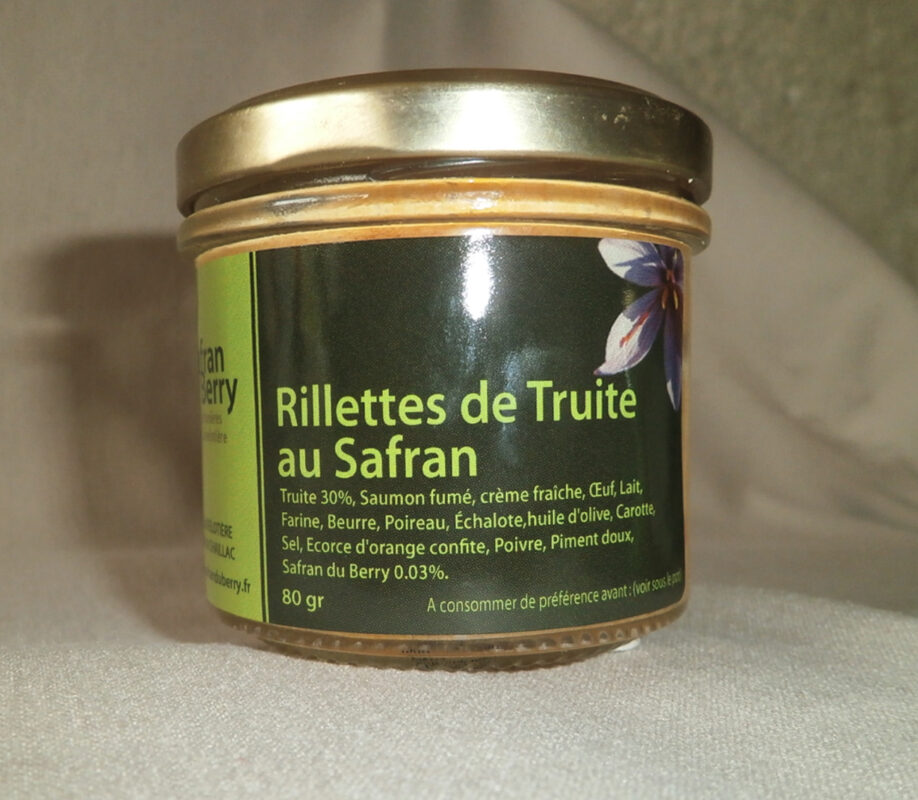 fran
Berry
Rillettes de Truite
au Safran
Truite 30%, Saumon fumé, crème fraîche, Œuf, Lait,
Farine, Beurre, Poireau, Échalote,huile d'olive, Carotte,
Sel, Ecorce d'orange confite, Poivre, Piment doux,
Safran du Berry 0.03%.
80 gr
A consommer de préférence avant : (voir sous le pot)
nduberry.fr